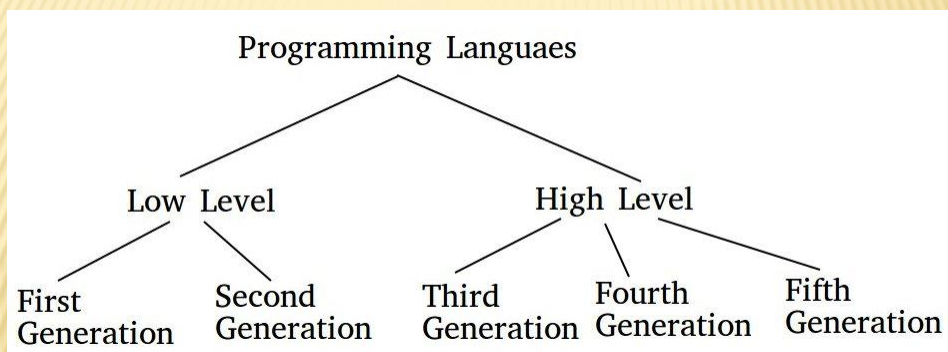 Programming Languaes
Low Level
High Level
First
Generation
Second
Generation
Third
Generation
Fourth
Generation
Fifth
Generation